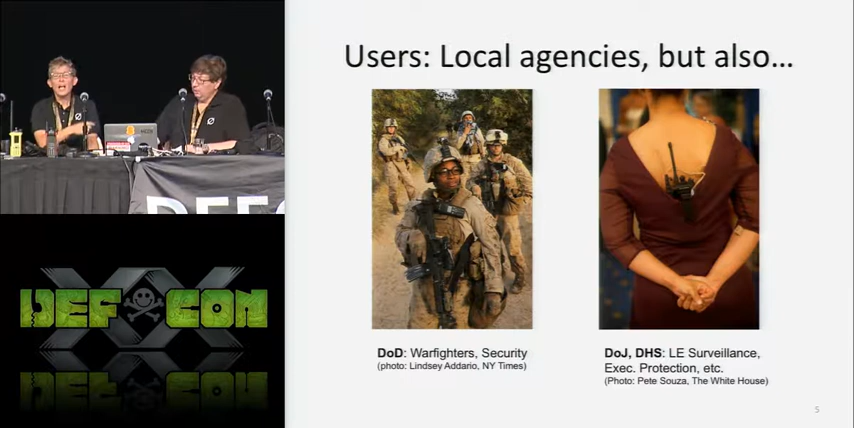 Users: Local agencies, but also…
DoD: Warfighters, Security
(photo: Lindsey Addario, NY Times)
DoJ, DHS: LE Surveillance,
Exec. Protection, etc.
(Photo: Pete Souza, The White House)
5
DEF CON
XX